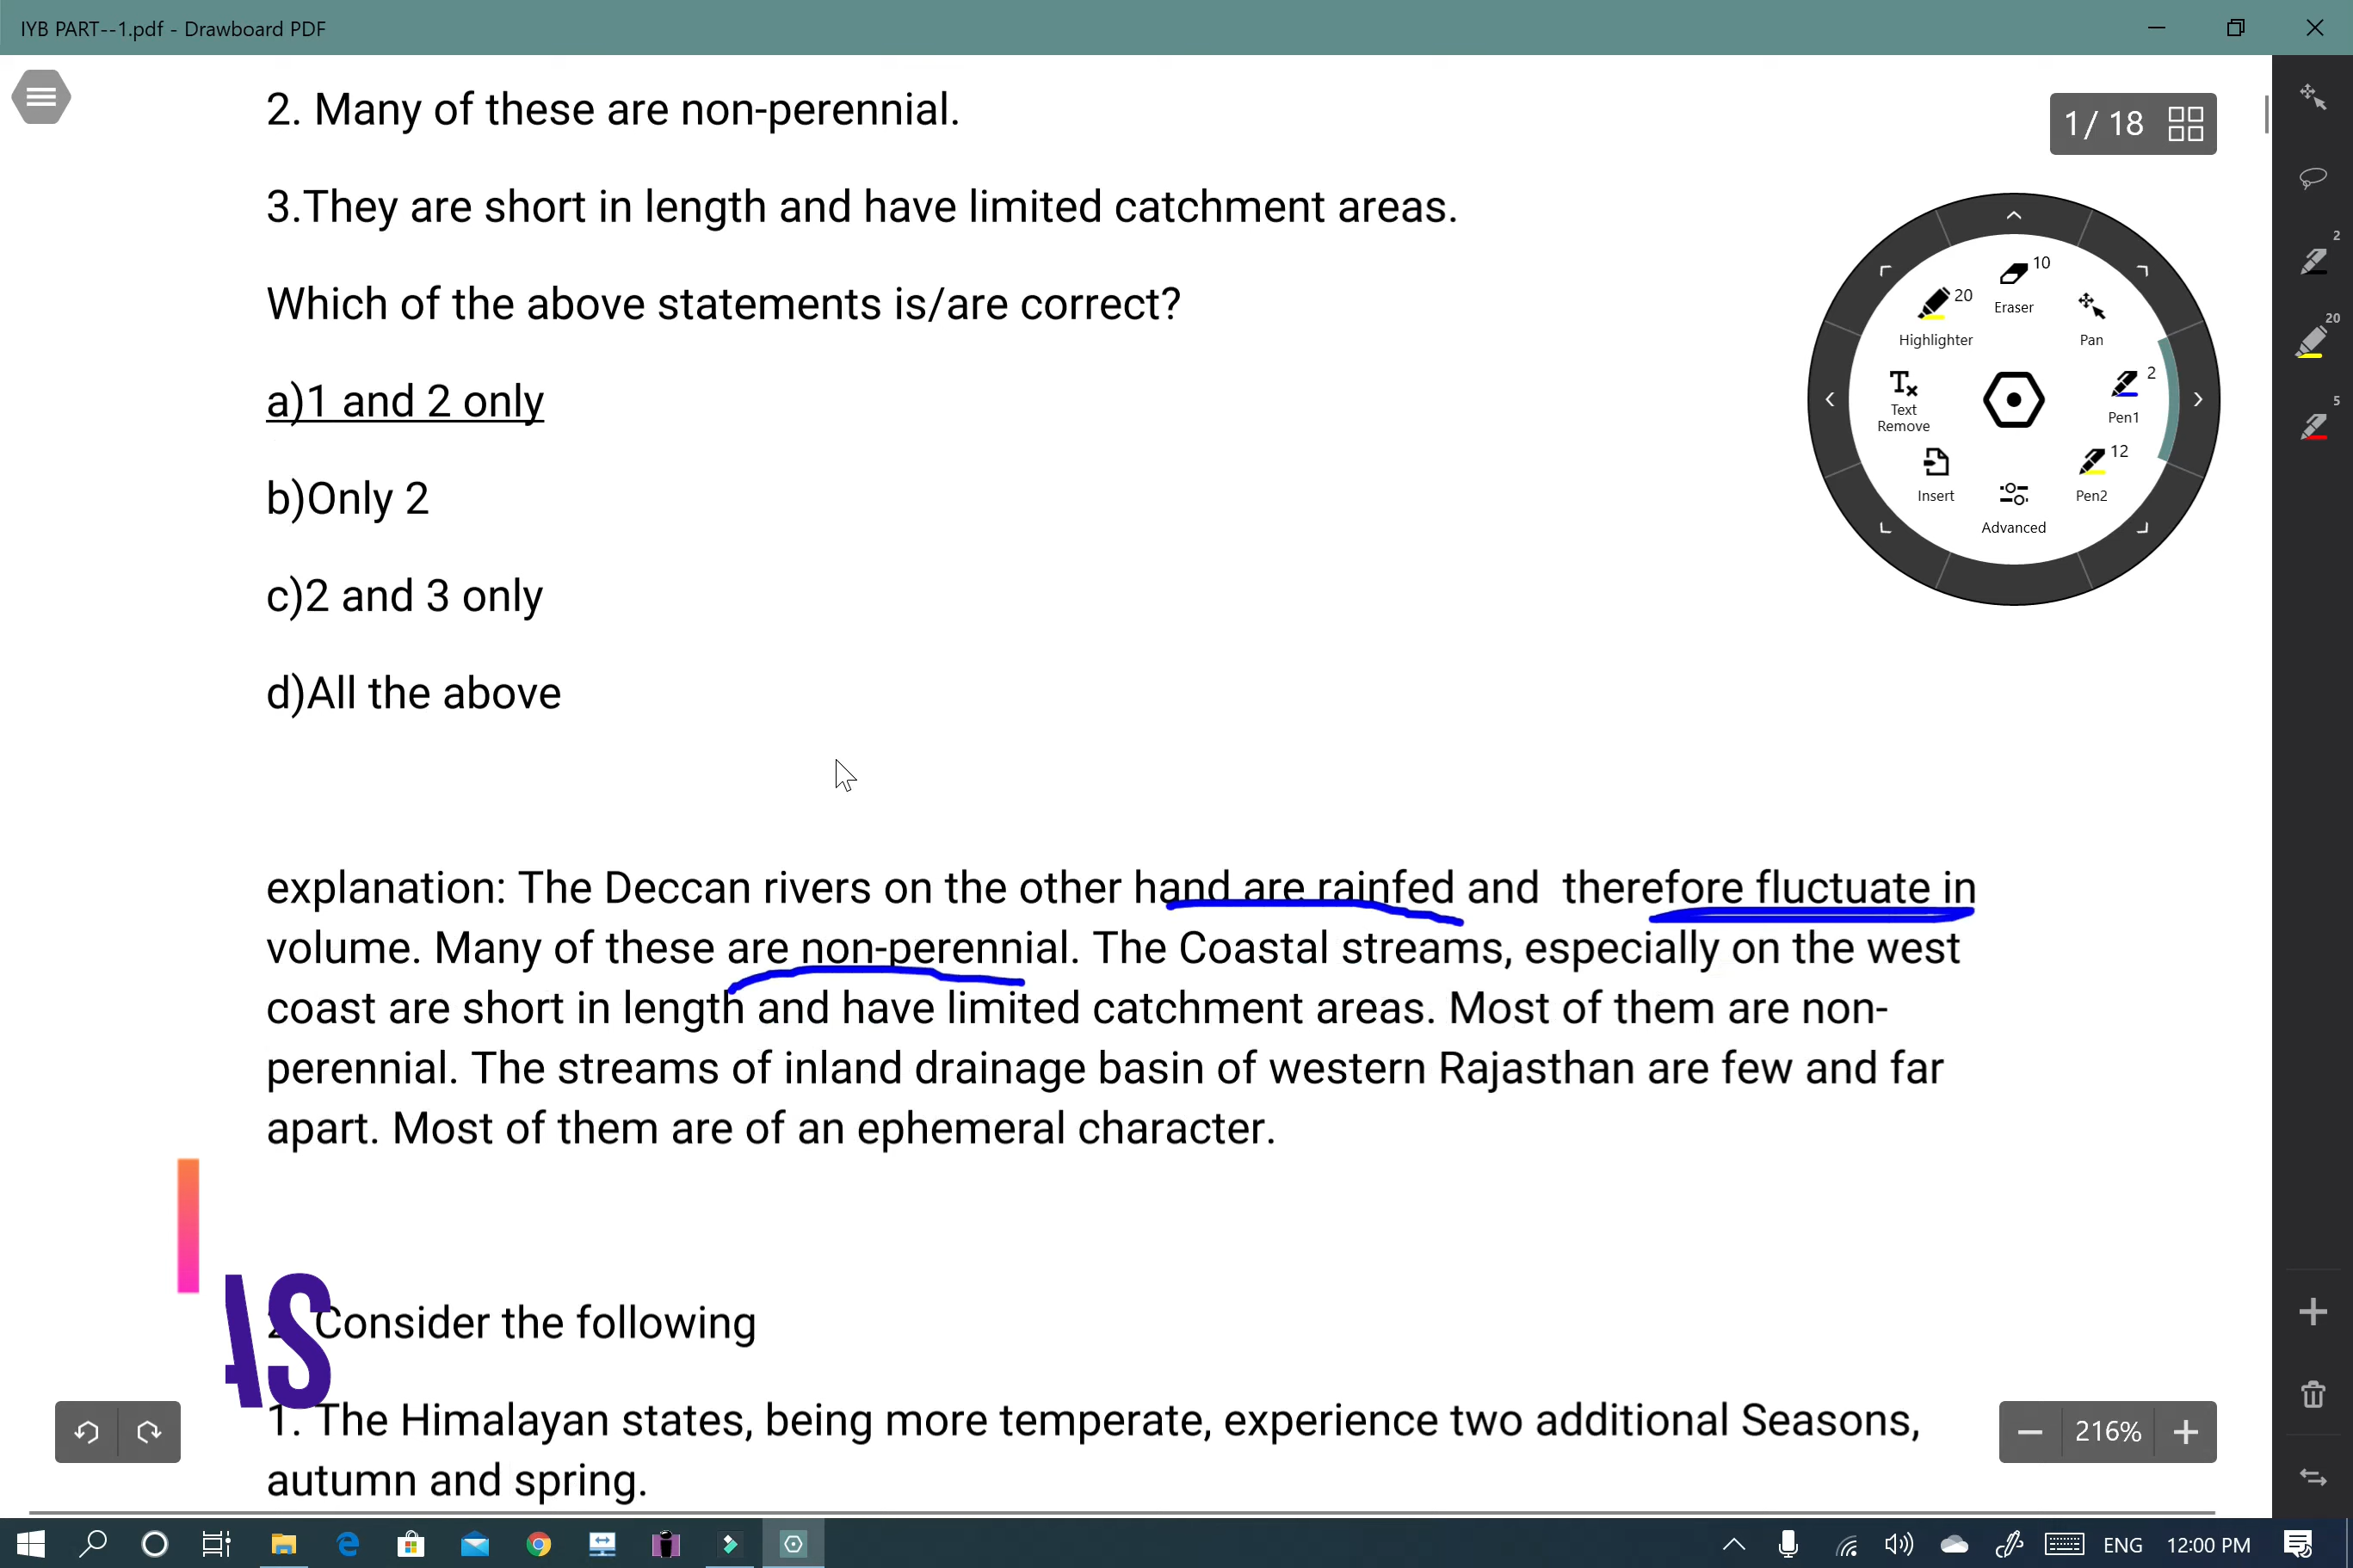 IYB PART--1.pdf - Drawboard PDF
2. Many of these are non-perennial.
1/ 18
3.They are short in length and have limited catchment areas.
Which of the above statements is/are correct?
a)1 and 2 only
b)Only 2
c)2 and 3 only
d)All the above
10
Eraser
20
Highlighter
Pan
Text
Remove
2
Pen1
Insert
12
Pen2
Advanced
2
20
5
explanation: The Deccan rivers on the other hand are rainfed and therefore fluctuate in
volume. Many of these are non-perennial. The Coastal streams, especially on the west
coast are short in length and have limited catchment areas. Most of them are non-
perennial. The streams of inland drainage basin of western Rajasthan are few and far
apart. Most of them are of an ephemeral character.
AS
Consider the following
1. The Himalayan states, being more temperate, experience two additional Seasons,
autumn and spring.
216%
ENG 12:00 PM